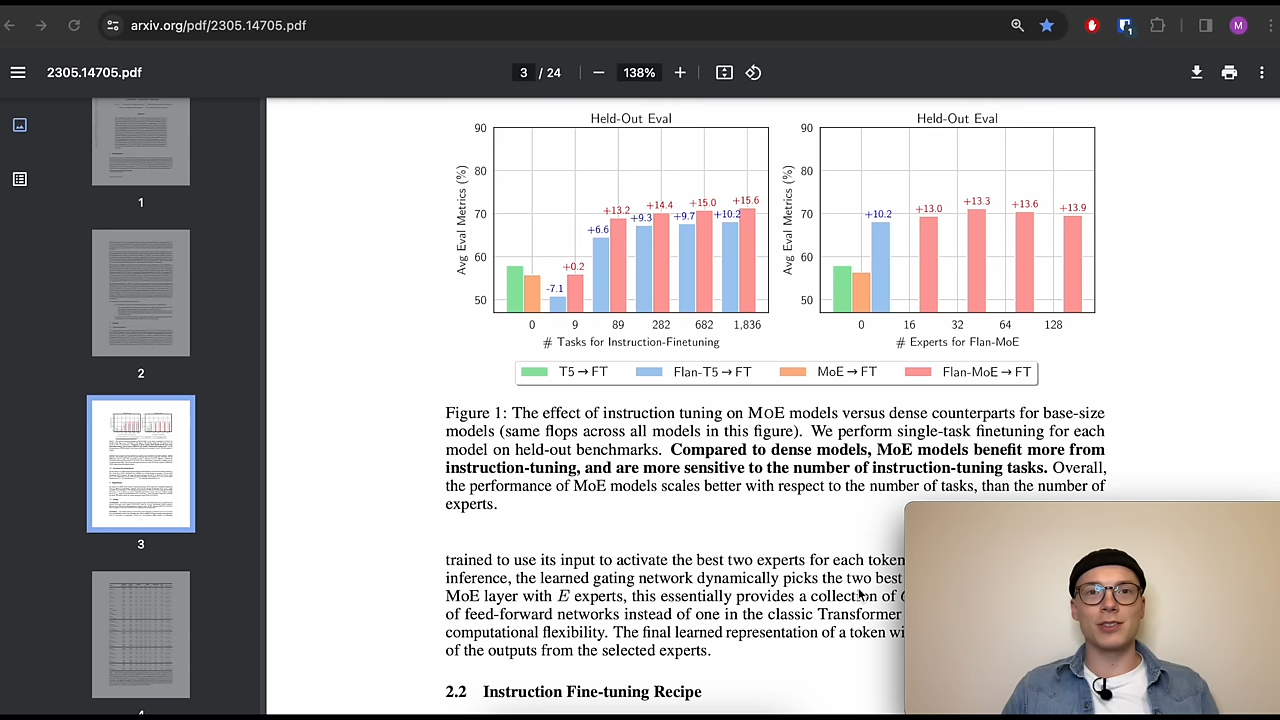 arxiv.org/pdf/2305.14705.pdf
1
M
2305.14705.pdf
3 / 24
138%
1
2
3
Held-Out Eval
Avg Eval Metrics (%)
90
80
70
60
50
-7.1
+0.2
+6.6
+13.2
+9.3
+14.4
+9.7
+15.0
+10.2
+15.6
0 9 89 282 682 1,836
# Tasks for Instruction-Finetuning
Held-Out Eval
Avg Eval Metrics (%)
90
80
70
60
50
+10.2
+13.0
+13.3
+13.6
+13.9
0 16 32 64 128
# Experts for Flan-MoE
T5→FT Flan-T5→FT MoE→FT Flan-MoE→FT
Figure 1: The effect of instruction tuning on MOE models versus dense counterparts for base-size
models (same flops across all models in this figure). We perform single-task finetuning for each
model on held-out benchmarks. Compared to dense models, MoE models benefit more from
instruction-tuning, and are more sensitive to the number of instruction-tuning tasks. Overall,
the performance of MoE models scales better with respect to the number of tasks, than the number of
experts.
trained to use its input to activate the best two experts for each token
inference, the learned gating network dynamically picks the two best
MoE layer with E experts, this essentially provides a collection of
of feed-forward networks instead of one in the classic Transformer
computational flexibility. The final learned representation of a token
of the outputs from the selected experts.
2.2 Instruction Fine-tuning Recipe